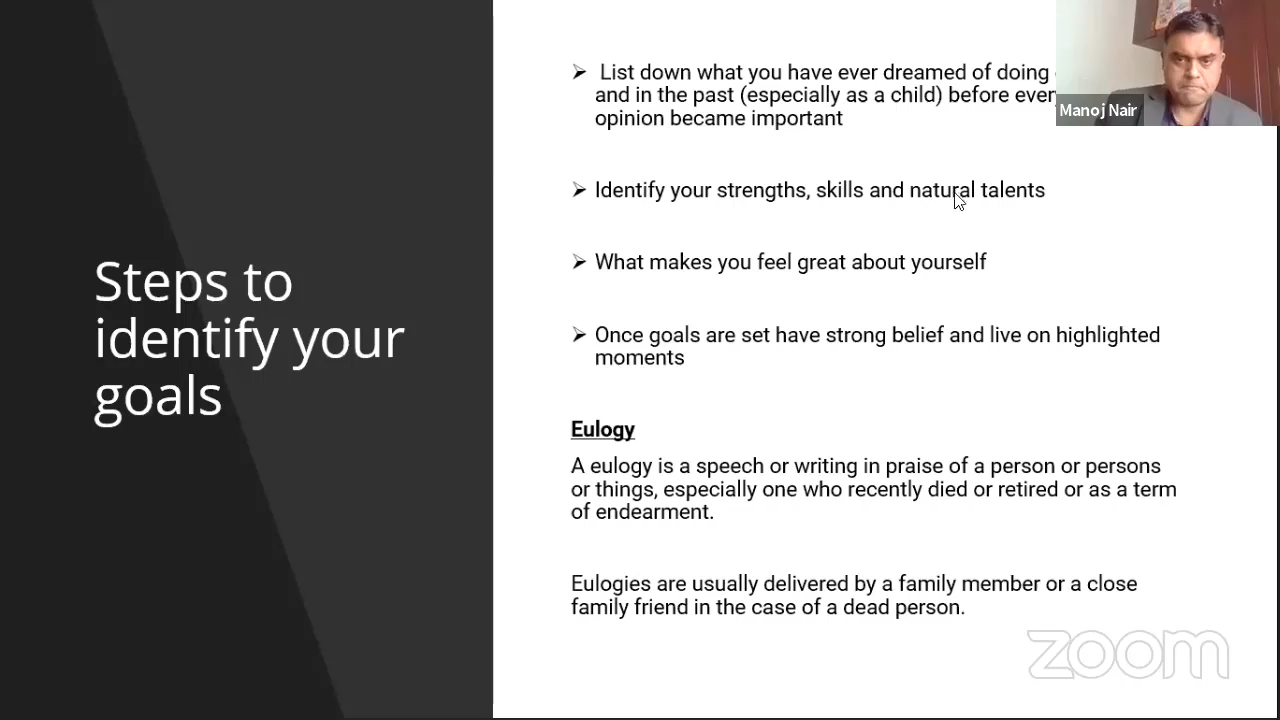 Steps to
identify your
goals
➢ List down what you have ever dreamed of doing
and in the past (especially as a child) before
opinion became important
➢ Identify your strengths, skills and natural talents
➢ What makes you feel great about yourself
➢ Once goals are set have strong belief and live on highlighted
moments
Eulogy
A eulogy is a speech or writing in praise of a person or persons
or things, especially one who recently died or retired or as a term
of endearment.
Eulogies are usually delivered by a family member or a close
family friend in the case of a dead person.
Manoj Nair
zoom